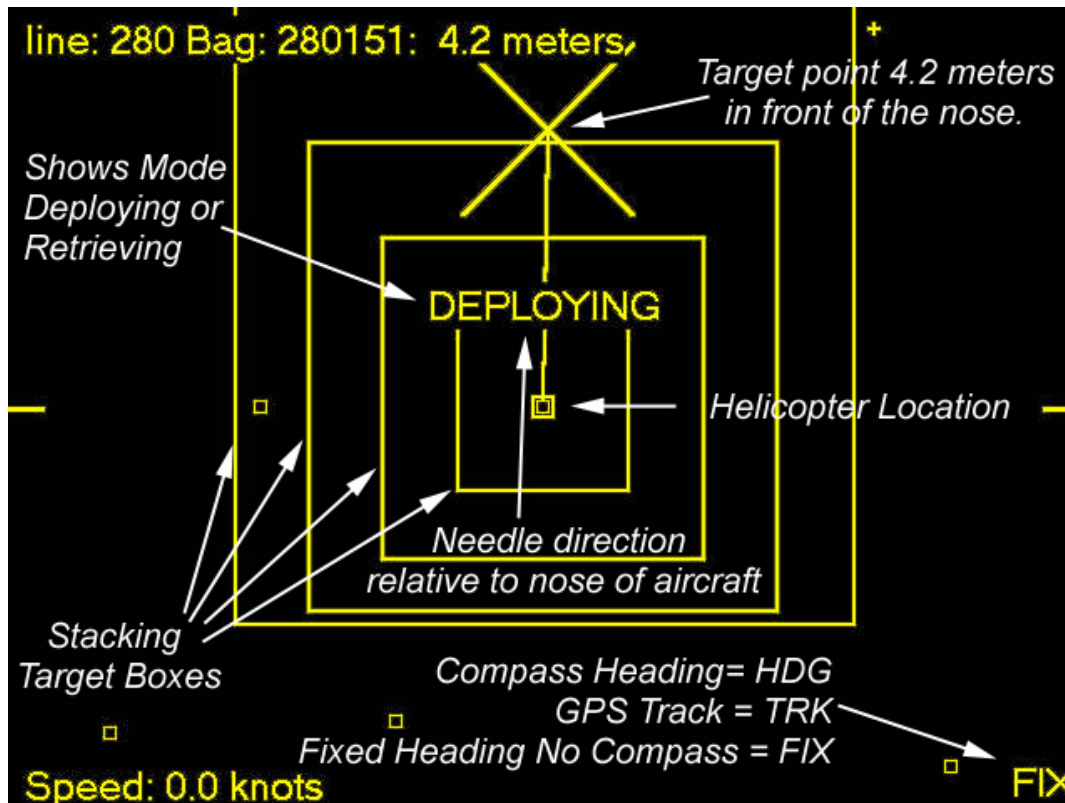 line: 280 Bag: 280151: 4.2 meters
Target point 4.2 meters
in front of the nose.
Shows Mode
Deploying or
Retrieving
DEPLOYING
Helicopter Location
Needle direction
relative to nose of aircraft
Stacking
Target Boxes
Compass Heading= HDG
GPS Track = TRK
Fixed Heading No Compass = FIX
Speed: 0.0 knots
FIX